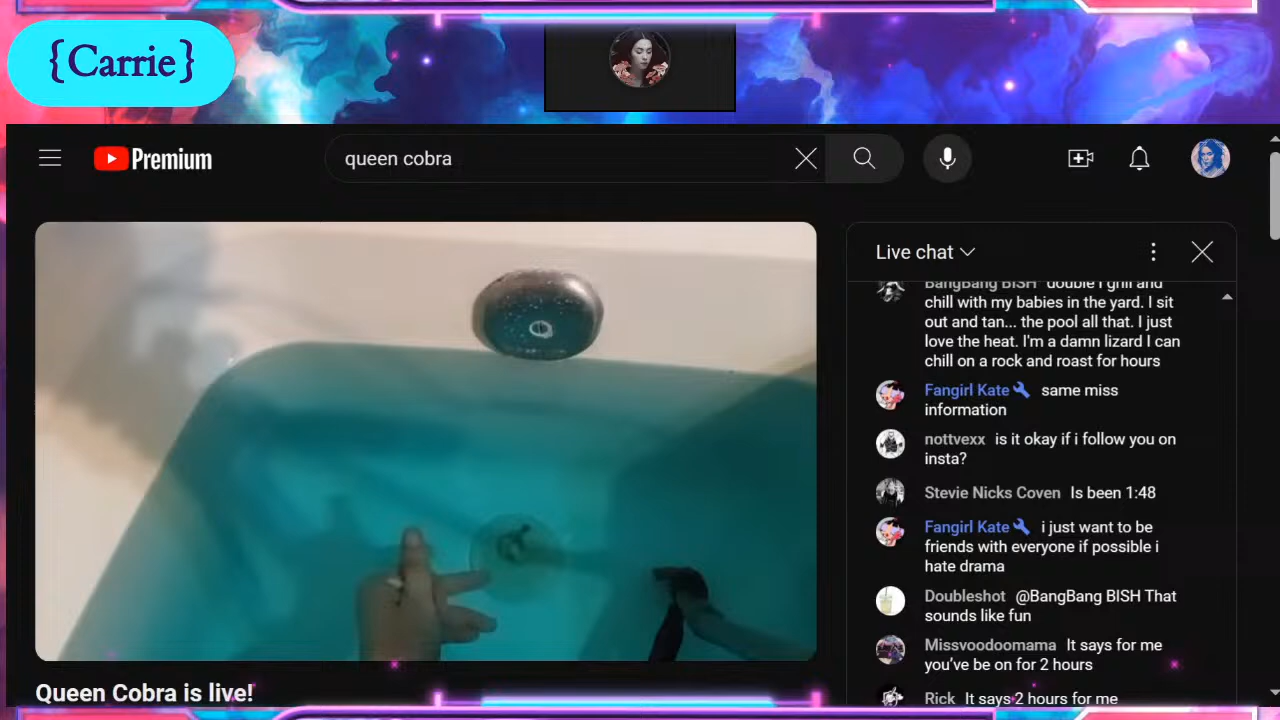 {Carrie}
Premium
queen cobra
Live chat
BangBang BISH double I grill and
chill with my babies in the yard. I sit
out and tan... the pool all that. I just
love the heat. I'm a damn lizard I can
chill on a rock and roast for hours
Fangirl Kate same miss
information
nottvexx is it okay if i follow you on
insta?
Stevie Nicks Coven Is been 1:48
Fangirl Kate i just want to be
friends with everyone if possible i
hate drama
Doubleshot @BangBang BISH That
sounds like fun
Missvoodoomama It says for me
you've be on for 2 hours
Rick It says 2 hours for me
Queen Cobra is live!